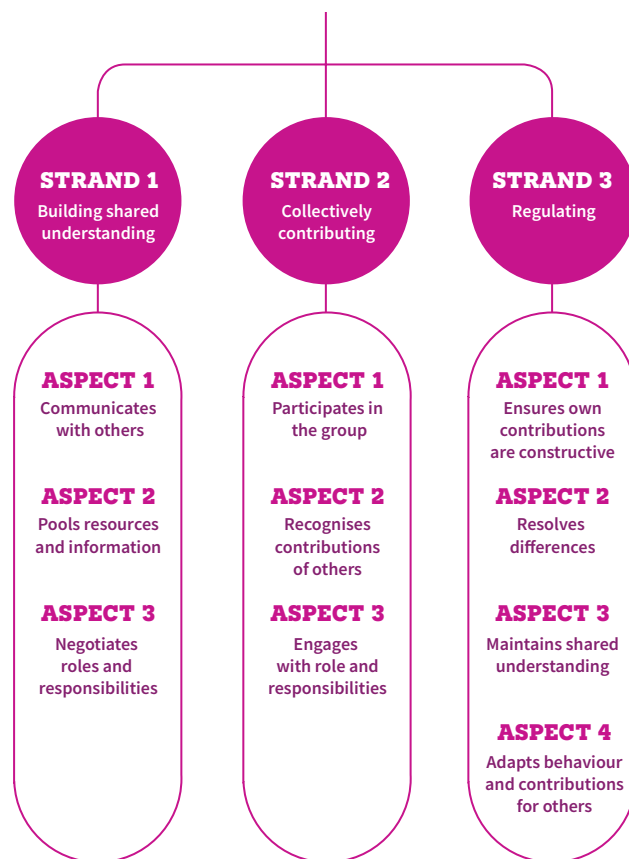 STRAND 1
Building shared
understanding
STRAND 2
Collectively
contributing
STRAND 3
Regulating
ASPECT 1
Communicates
with others
ASPECT 2
Pools resources
and information
ASPECT 3
Negotiates
roles and
responsibilities
ASPECT 1
Participates in
the group
ASPECT 2
Recognises
contributions
of others
ASPECT 3
Engages
with role and
responsibilities
ASPECT 1
Ensures own
contributions
are constructive
ASPECT 2
Resolves
differences
ASPECT 3
Maintains shared
understanding
ASPECT 4
Adapts behaviour
and contributions
for others